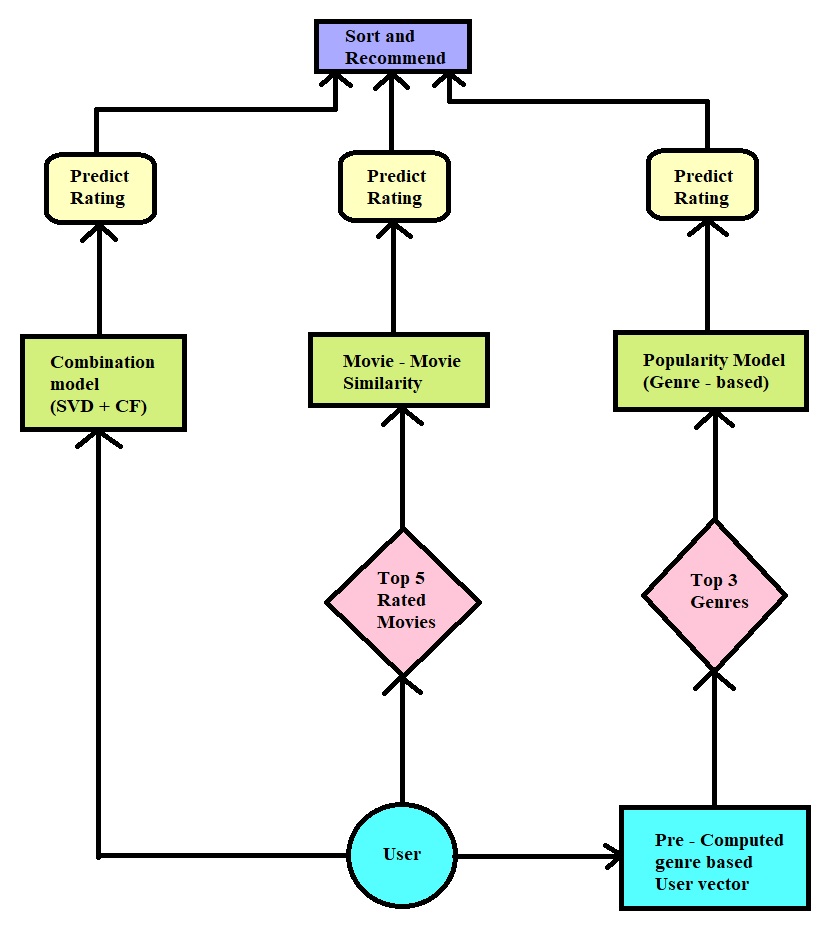 Sort and
Recommend
Predict
Rating
Predict
Rating
Predict
Rating
Combination
model
(SVD + CF)
Movie - Movie
Similarity
Popularity Model
(Genre - based)
Top 5
Rated
Movies
Top 3
Genres
User
Pre - Computed
genre based
User vector